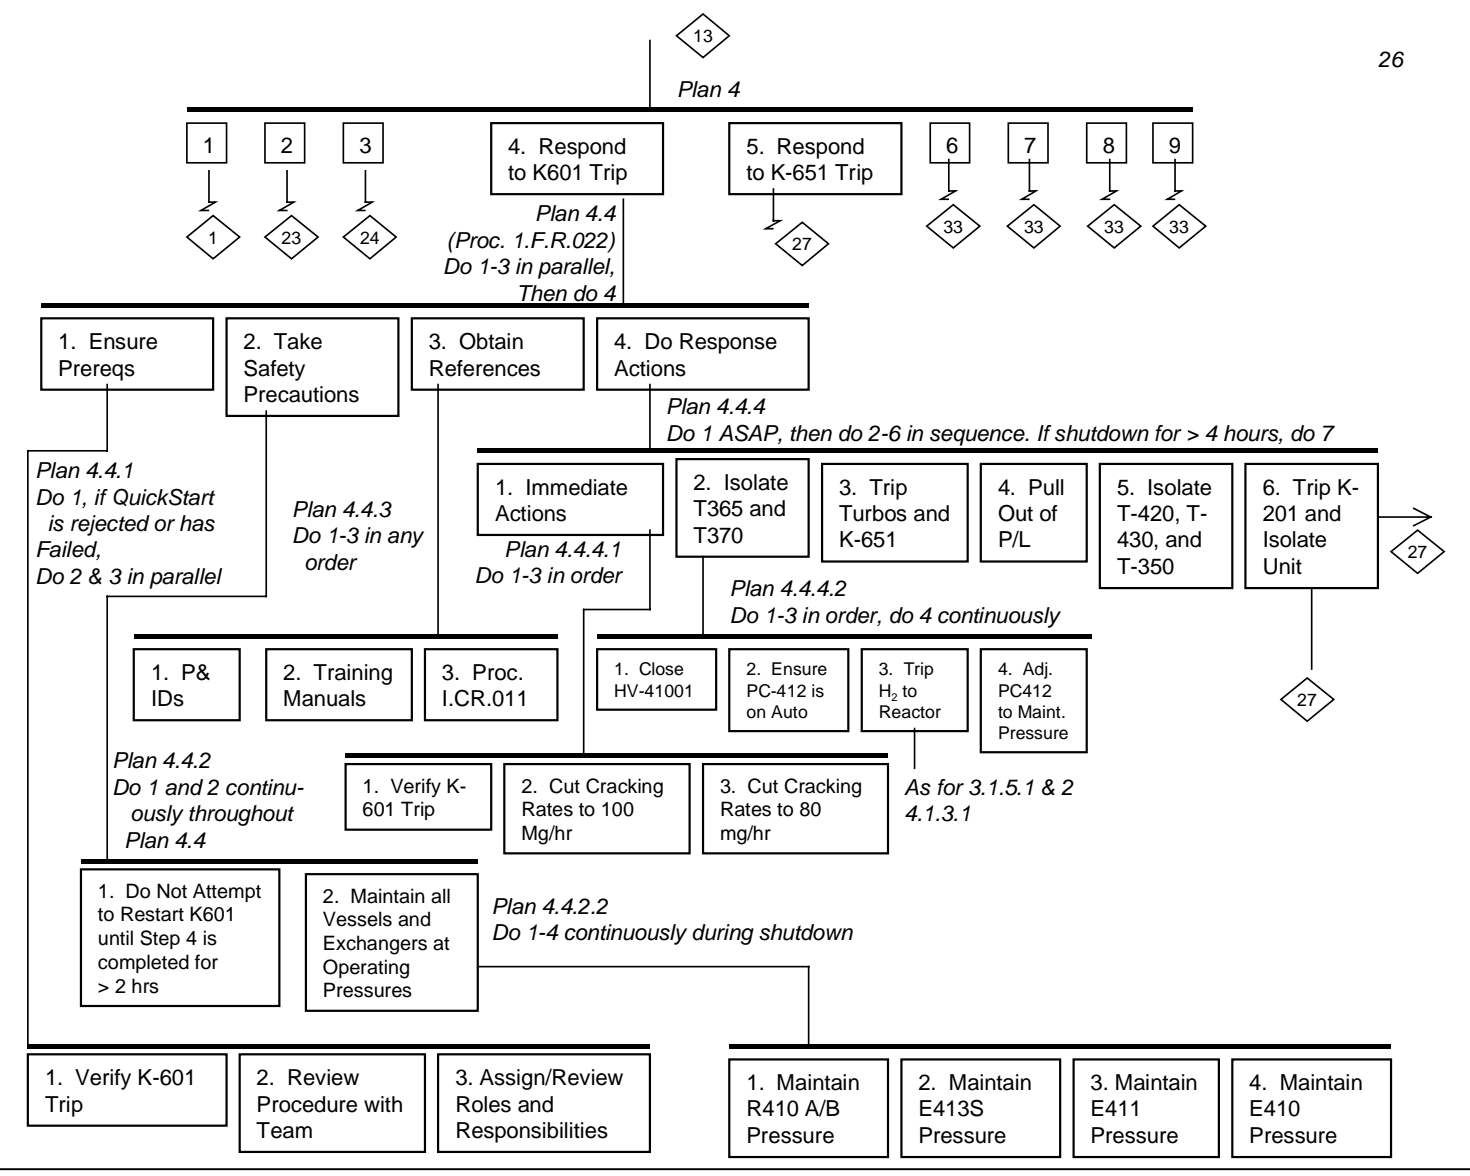 13
26
Plan 4
1
2
3
4. Respond
to K601 Trip
5. Respond
to K-651 Trip
6
7
8
9
1
23
24
27
33
33
33
33
Plan 4.4
(Proc. 1.F.R.022)
Do 1-3 in parallel,
Then do 4
1. Ensure
Prereqs
2. Take
Safety
Precautions
3. Obtain
References
4. Do Response
Actions
Plan 4.4.4
Do 1 ASAP, then do 2-6 in sequence. If shutdown for > 4 hours, do 7
Plan 4.4.1
Do 1, if QuickStart
is rejected or has
Failed,
Do 2 & 3 in parallel
Plan 4.4.3
Do 1-3 in any
order
1. Immediate
Actions
2. Isolate
T365 and
T370
3. Trip
Turbos and
K-651
4. Pull
Out of
P/L
5. Isolate
T-420, T-
430, and
T-350
6. Trip K-
201 and
Isolate
Unit
27
Plan 4.4.4.1
Do 1-3 in order
Plan 4.4.4.2
Do 1-3 in order, do 4 continuously
1. P&
IDs
2. Training
Manuals
3. Proc.
I.CR.011
1. Close
HV-41001
2. Ensure
PC-412 is
on Auto
3. Trip
H2 to
Reactor
4. Adj.
PC412
to Maint.
Pressure
27
Plan 4.4.2
Do 1 and 2 continu-
ously throughout
Plan 4.4
1. Verify K-
601 Trip
2. Cut Cracking
Rates to 100
Mg/hr
3. Cut Cracking
Rates to 80
mg/hr
As for 3.1.5.1 & 2
4.1.3.1
1. Do Not Attempt
to Restart K601
until Step 4 is
completed for
> 2 hrs
2. Maintain all
Vessels and
Exchangers at
Operating
Pressures
Plan 4.4.2.2
Do 1-4 continuously during shutdown
1. Verify K-601
Trip
2. Review
Procedure with
Team
3. Assign/Review
Roles and
Responsibilities
1. Maintain
R410 A/B
Pressure
2. Maintain
E413S
Pressure
3. Maintain
E411
Pressure
4. Maintain
E410
Pressure